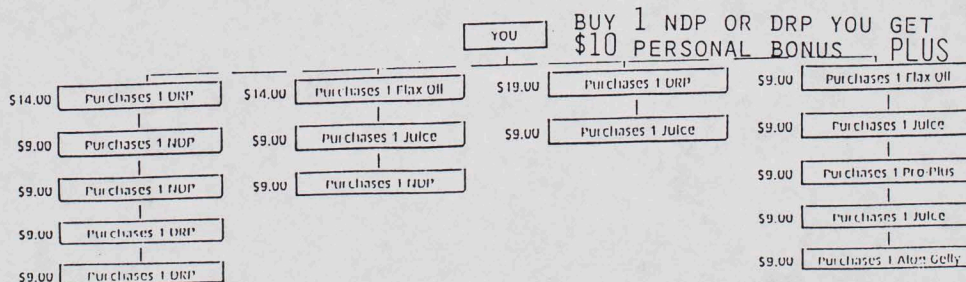 BUY 1 NDP OR DRP YOU GET
YOU
$10 PERSONAL BONUS PLUS
$14.00 Purchases 1 DRP
$14.00 Purchases 1 Flax Oil
$19.00 Purchases 1 DRP
$9.00 Purchases 1 Flax Oil
$9.00 Purchases 1 NDP
$9.00 Purchases 1 Juice
$9.00 Purchases 1 Juice
$9.00 Purchases 1 Juice
$9.00 Purchases 1 NDP
$9.00 Purchases 1 NDP
$9.00 Purchases 1 Pro-Plus
$9.00 Purchases 1 DRP
$9.00 Purchases 1 Juice
$9.00 Purchases 1 DRP
$9.00 Purchases 1 Gelly